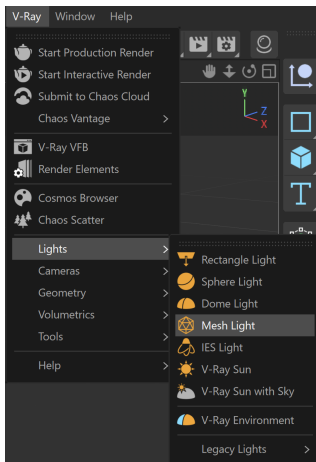 V-Ray Window Help
Start Production Render
Start Interactive Render
Submit to Chaos Cloud
Chaos Vantage
V-Ray VFB
Render Elements
Cosmos Browser
Chaos Scatter
Lights
Cameras
Geometry
Volumetrics
Tools
Help
Rectangle Light
Sphere Light
Dome Light
Mesh Light
IES Light
V-Ray Sun
V-Ray Sun with Sky
V-Ray Environment
Legacy Lights
Y
Z
X
T